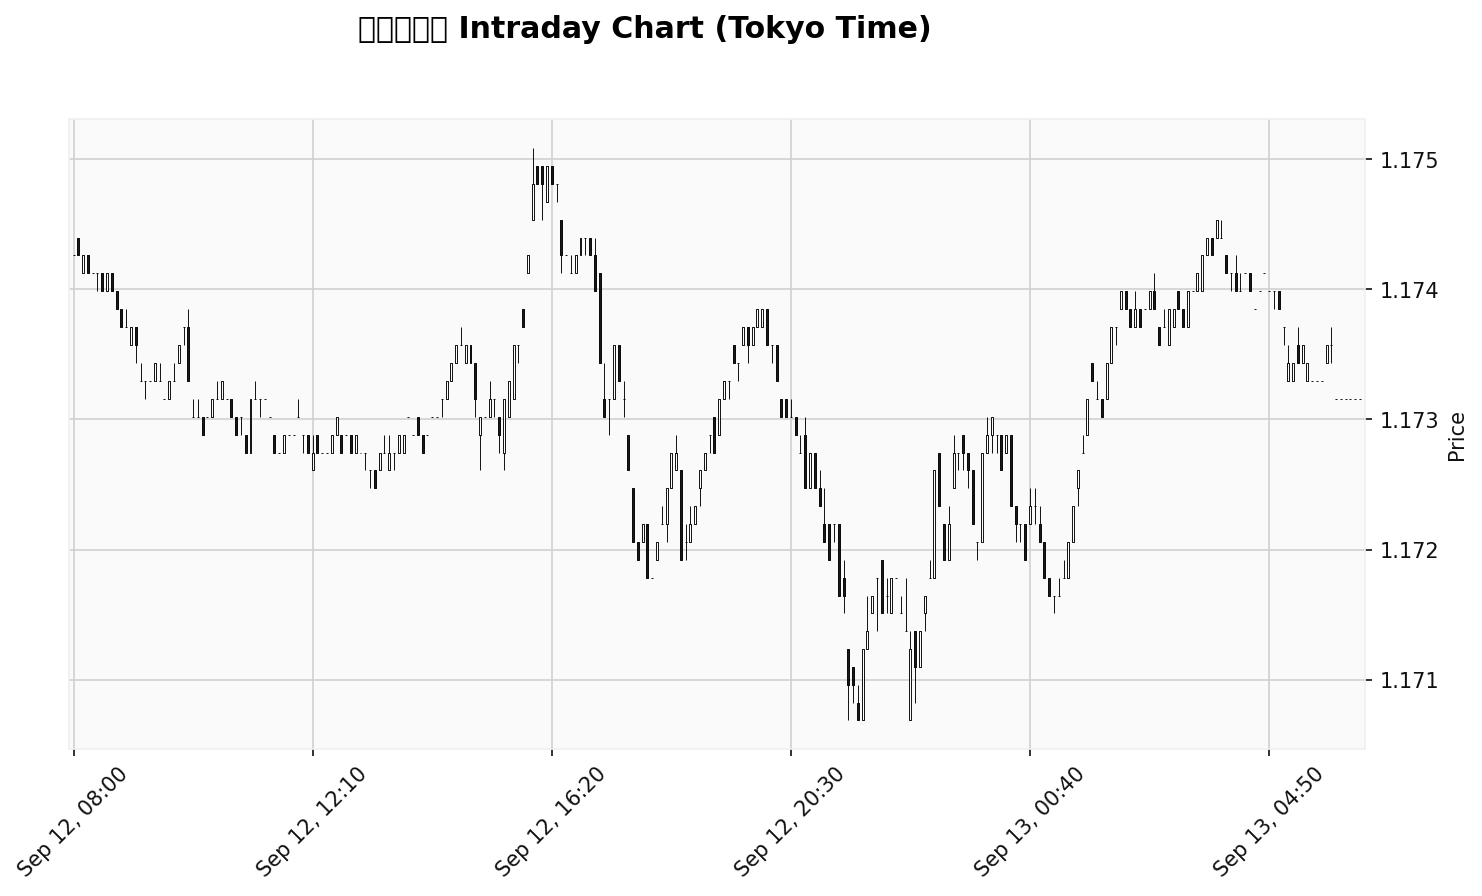 Intraday Chart (Tokyo Time)
1.175
1.174
1.173
1.172
1.171
Price
Sep 12, 08:00
Sep 12, 12:10
Sep 12, 16:20
Sep 12, 20:30
Sep 13, 00:40
Sep 13, 04:50